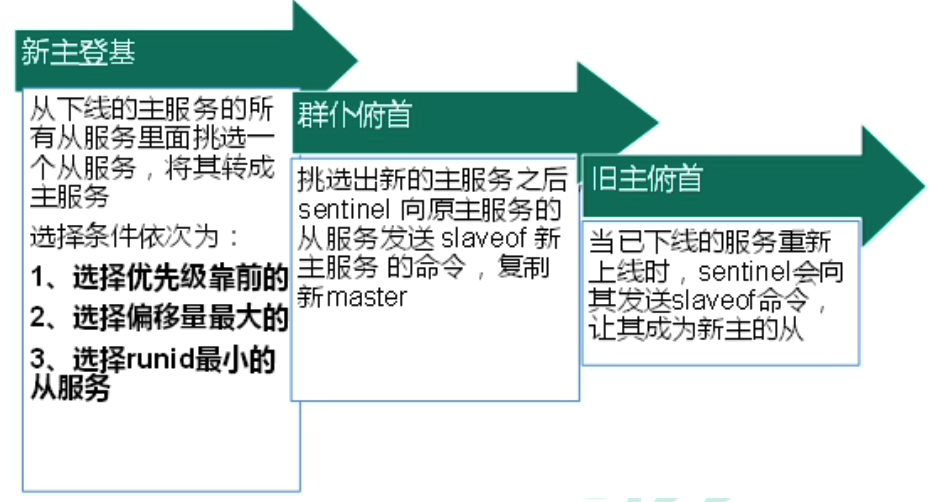 新主登基
从下线的主服务的所
有从服务里面挑选一
个从服务，将其转成
主服务
选择条件依次为：
1、选择优先级靠前的
2、选择偏移量最大的
3、选择runid最小的
从服务
群仆俯首
挑选出新的主服务之后，
sentinel 向原主服务的
从服务发送 slaveof 新
主服务 的命令，复制
新master
旧主俯首
当已下线的服务重新
上线时，sentinel会向
其发送slaveof命令，
让其成为新主的从